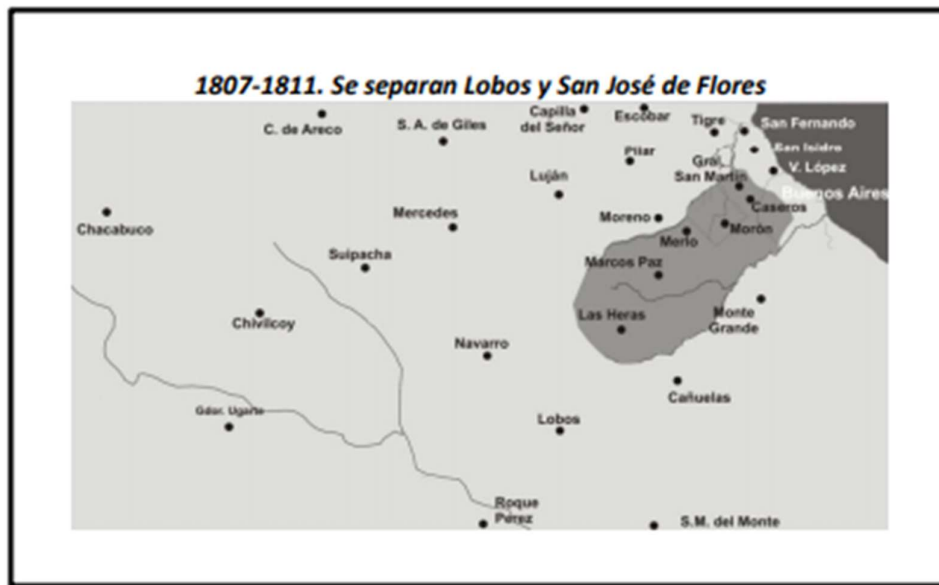 1807-1811. Se separan Lobos y San José de Flores
C. de Areco
S. A. de Giles
Capilla
del Señor
Escobar
Tigre
San Fernando
San Isidro
V. López
Pilar
Gral.
San Martín
Buenos Aires
Luján
Caseros
Chacabuco
Mercedes
Moreno
Morón
Merlo
Suipacha
Marcos Paz
Chivilcoy
Las Heras
Monte
Grande
Navarro
Cañuelas
Gdor. Ugarte
Lobos
Roque
Pérez
S.M. del Monte